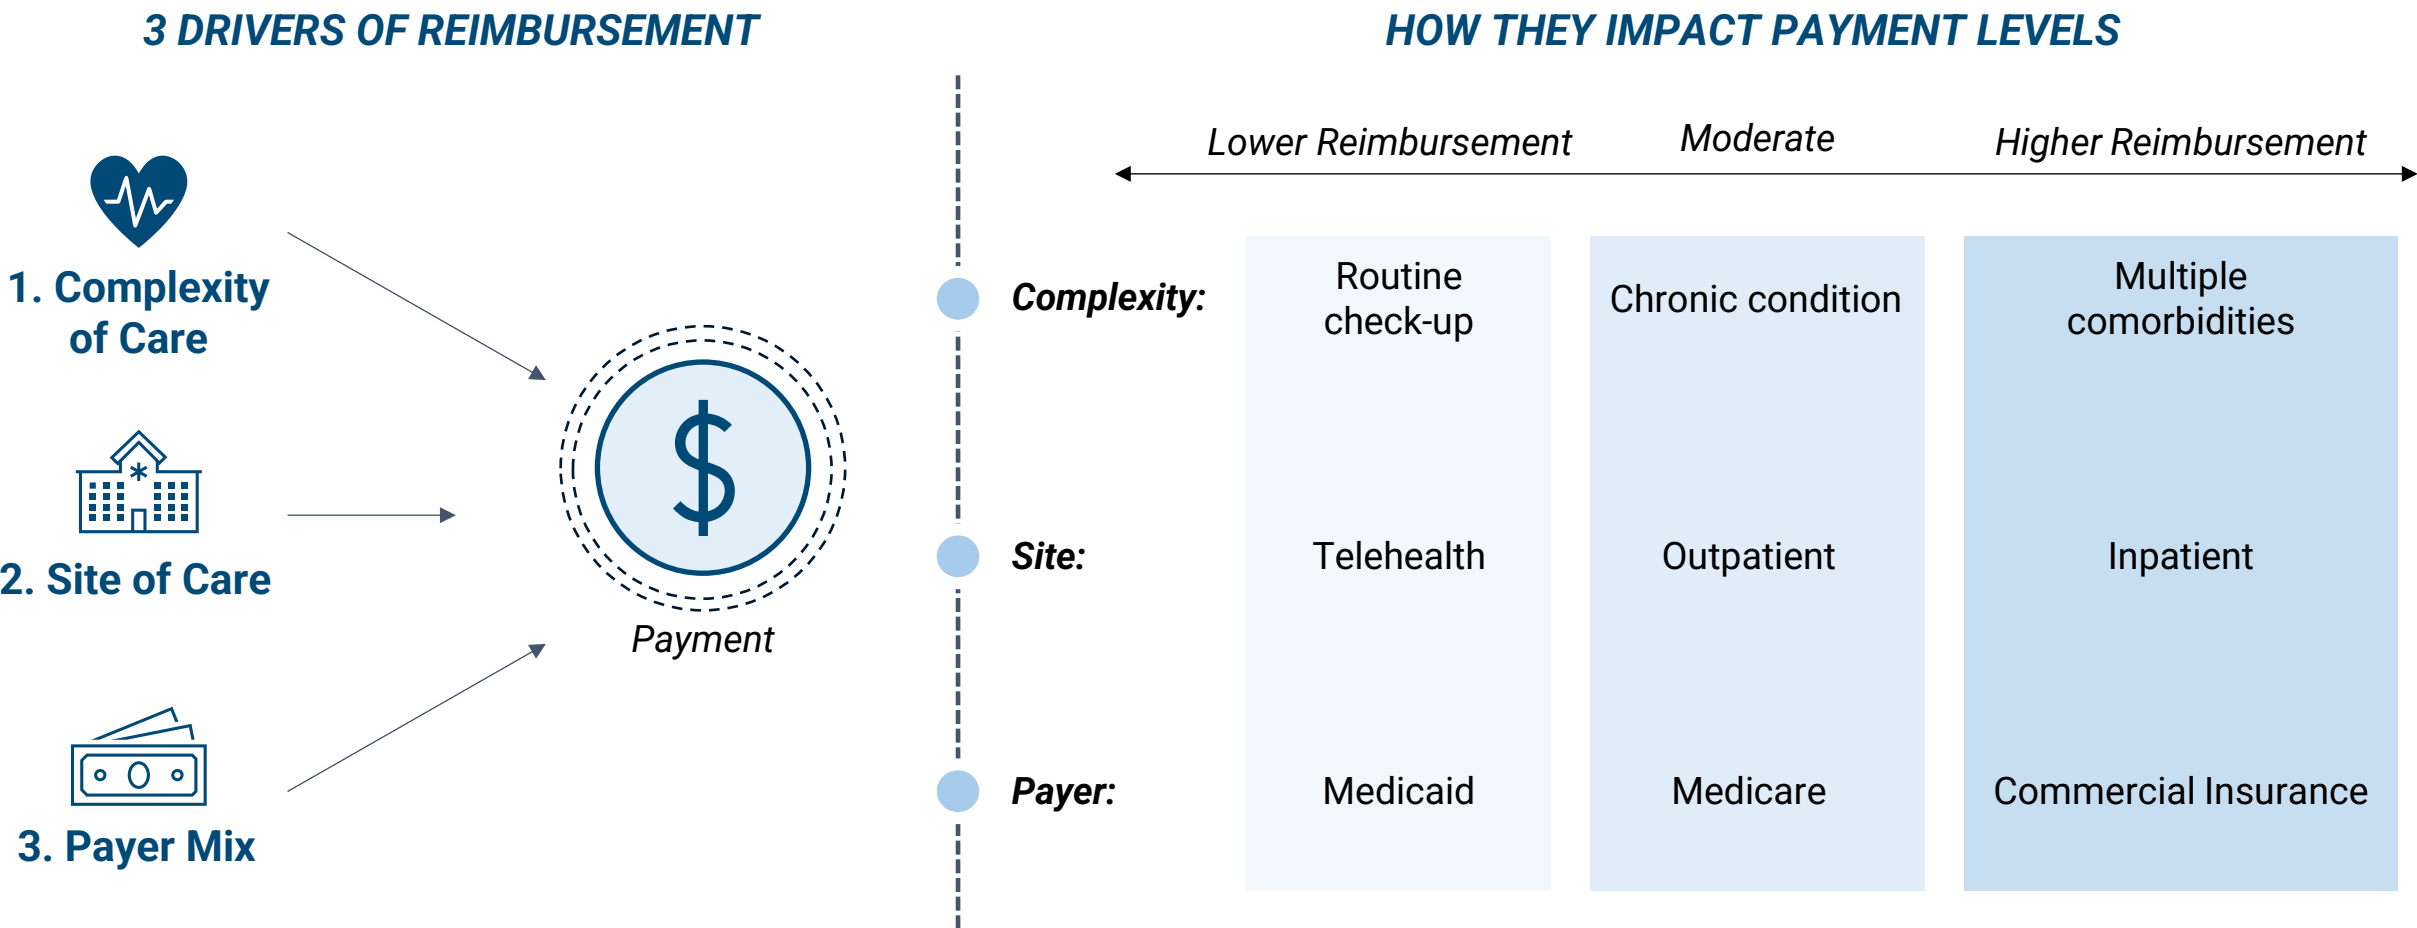 3 DRIVERS OF REIMBURSEMENT
1. Complexity
of Care
2. Site of Care
3. Payer Mix
$
Payment
HOW THEY IMPACT PAYMENT LEVELS
Lower Reimbursement
Moderate
Higher Reimbursement
Complexity:
Routine
check-up
Chronic condition
Multiple
comorbidities
Site:
Telehealth
Outpatient
Inpatient
Payer:
Medicaid
Medicare
Commercial Insurance